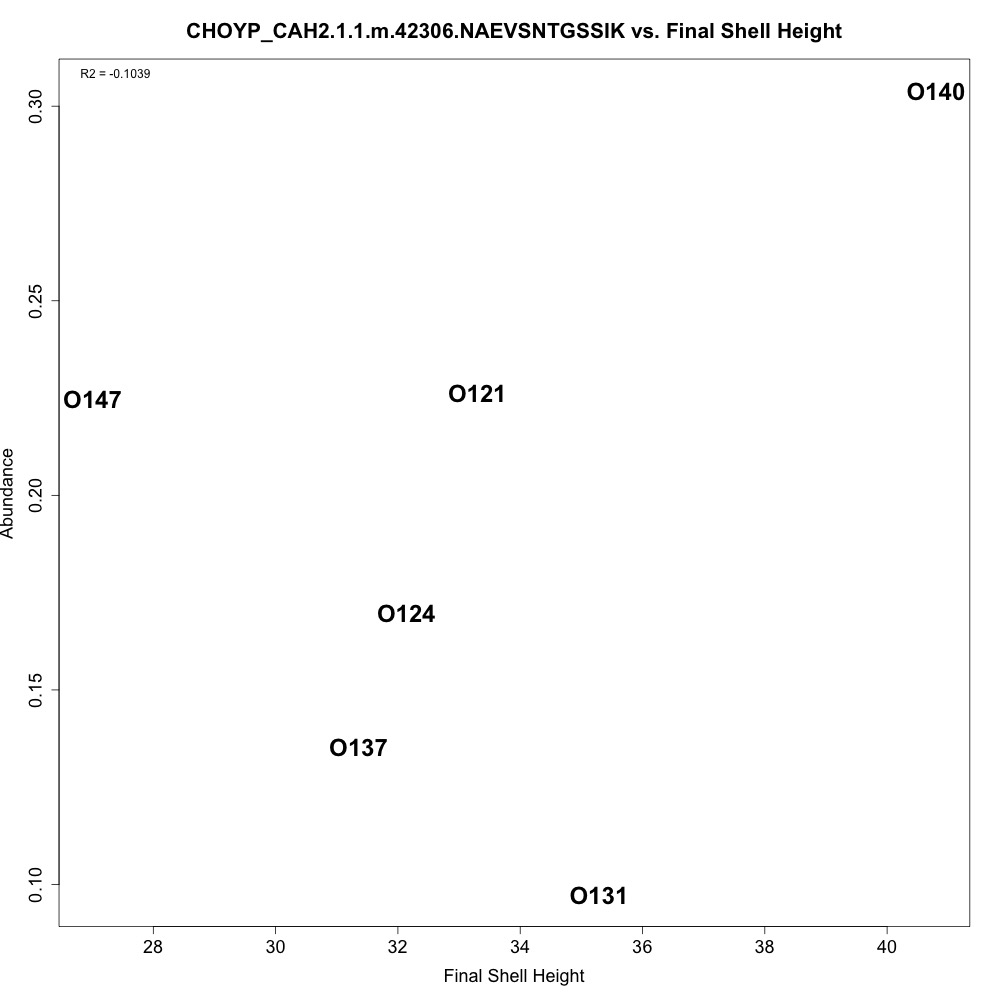 CHOYP_CAH2.1.1.m.42306.NAEVSNTGSSIK vs. Final Shell Height
R2 = -0.1039
O140
0.30
0.25
O121
O147
Abundance
0.20
O124
0.15
O137
0.10
O131
28 30 32 34 36 38 40
Final Shell Height